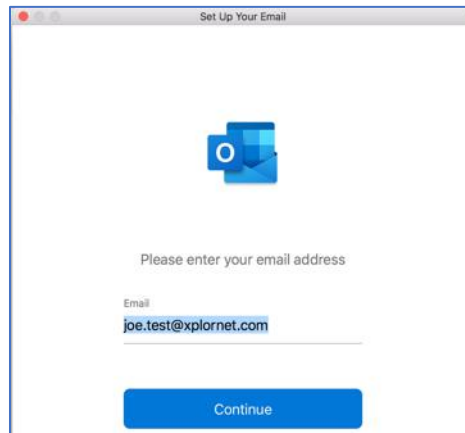 Set Up Your Email
O
Please enter your email address
Email
joe.test@xplornet.com
Continue